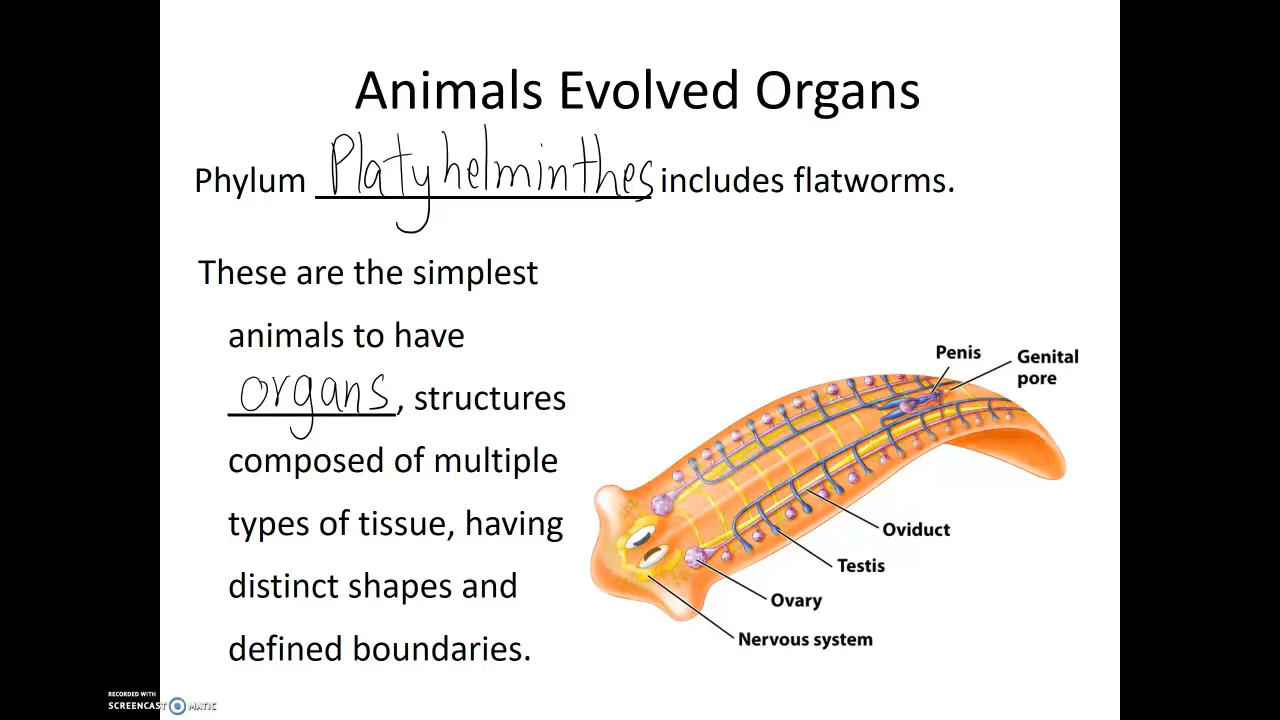 Animals Evolved Organs
Phylum Platyhelminthes includes flatworms.
These are the simplest
animals to have
organs, structures
composed of multiple
types of tissue, having
distinct shapes and
defined boundaries.
Penis
Genital
pore
Oviduct
Testis
Ovary
Nervous system
RECORDED WITH
SCREENCAST MATIC